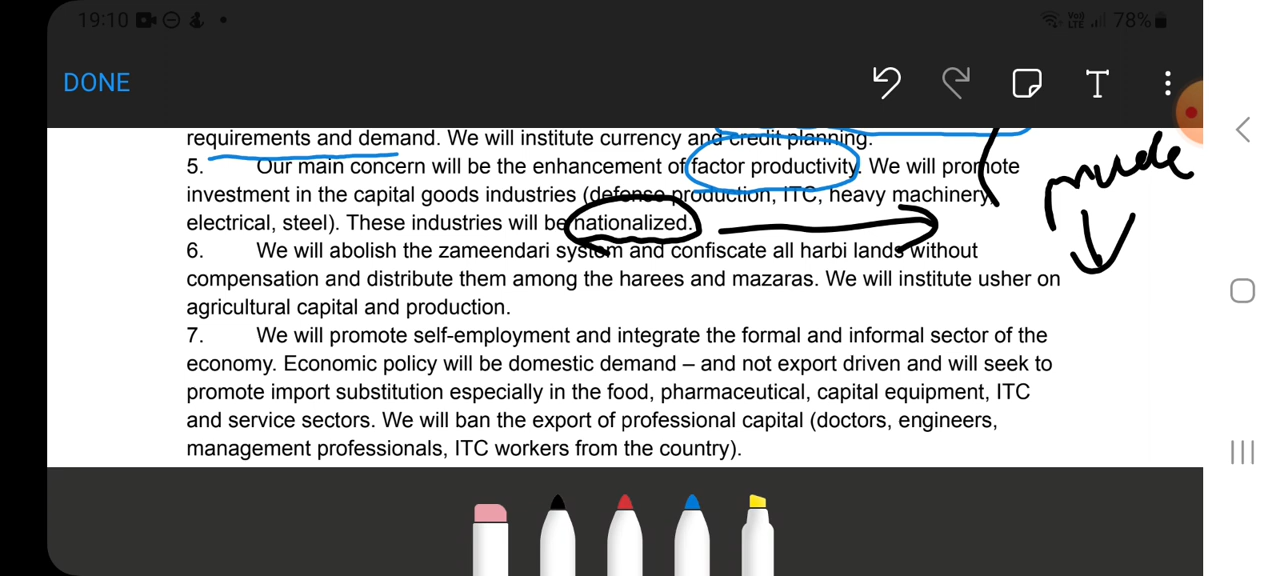 19:10 78%
DONE T
requirements and demand. We will institute currency and credit planning.
5. Our main concern will be the enhancement of factor productivity. We will promote
investment in the capital goods industries (defense production, ITC, heavy machinery,
electrical, steel). These industries will be nationalized.
6. We will abolish the zameendari system and confiscate all harbi lands without
compensation and distribute them among the harees and mazaras. We will institute usher on
agricultural capital and production.
7. We will promote self-employment and integrate the formal and informal sector of the
economy. Economic policy will be domestic demand – and not export driven and will seek to
promote import substitution especially in the food, pharmaceutical, capital equipment, ITC
and service sectors. We will ban the export of professional capital (doctors, engineers,
management professionals, ITC workers from the country).